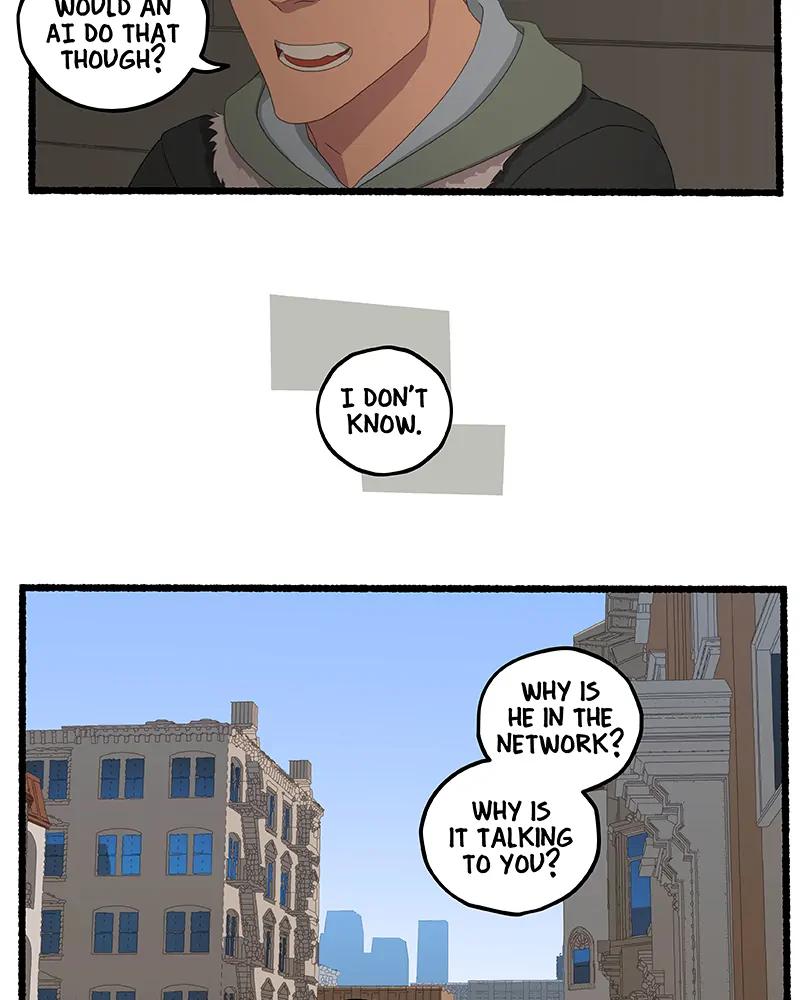 WOULD AN
AI DO THAT
THOUGH?
I DON'T
KNOW.
WHY IS
HE IN THE
NETWORK?
WHY IS
IT TALKING
TO YOU?